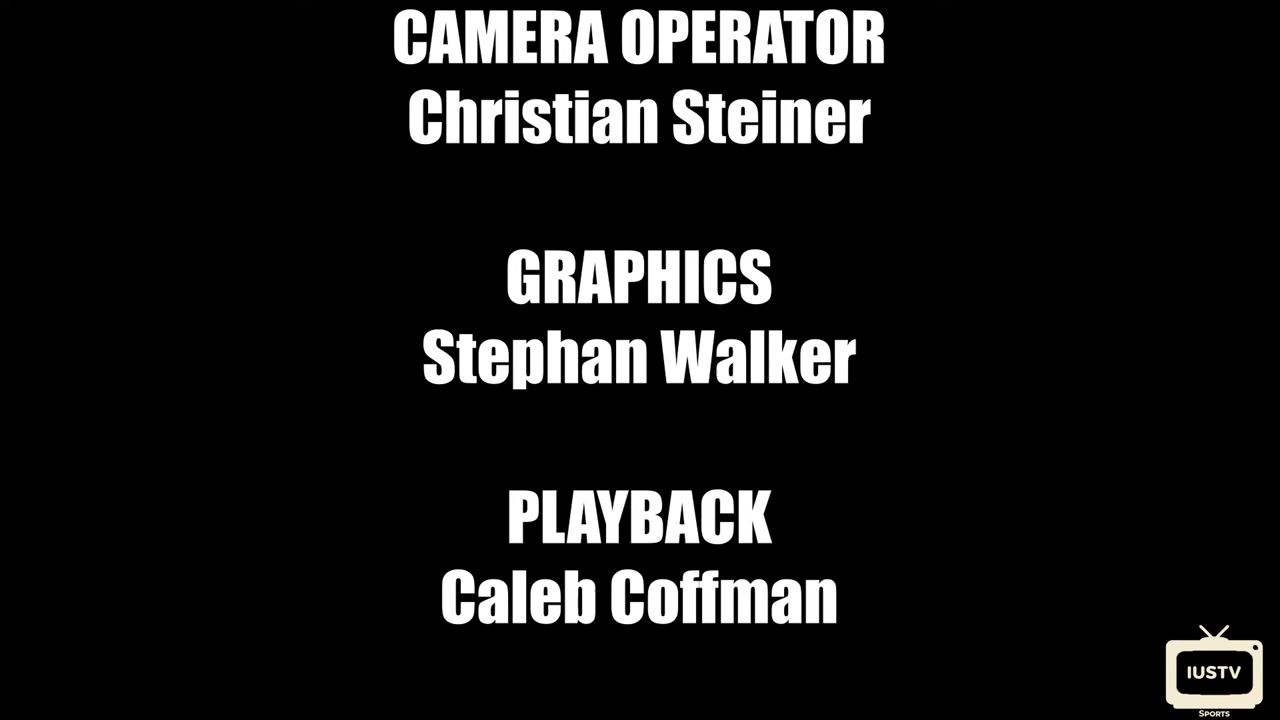 CAMERA OPERATOR
Christian Steiner
GRAPHICS
Stephan Walker
PLAYBACK
Caleb Coffman
IUSTV
SPORTS